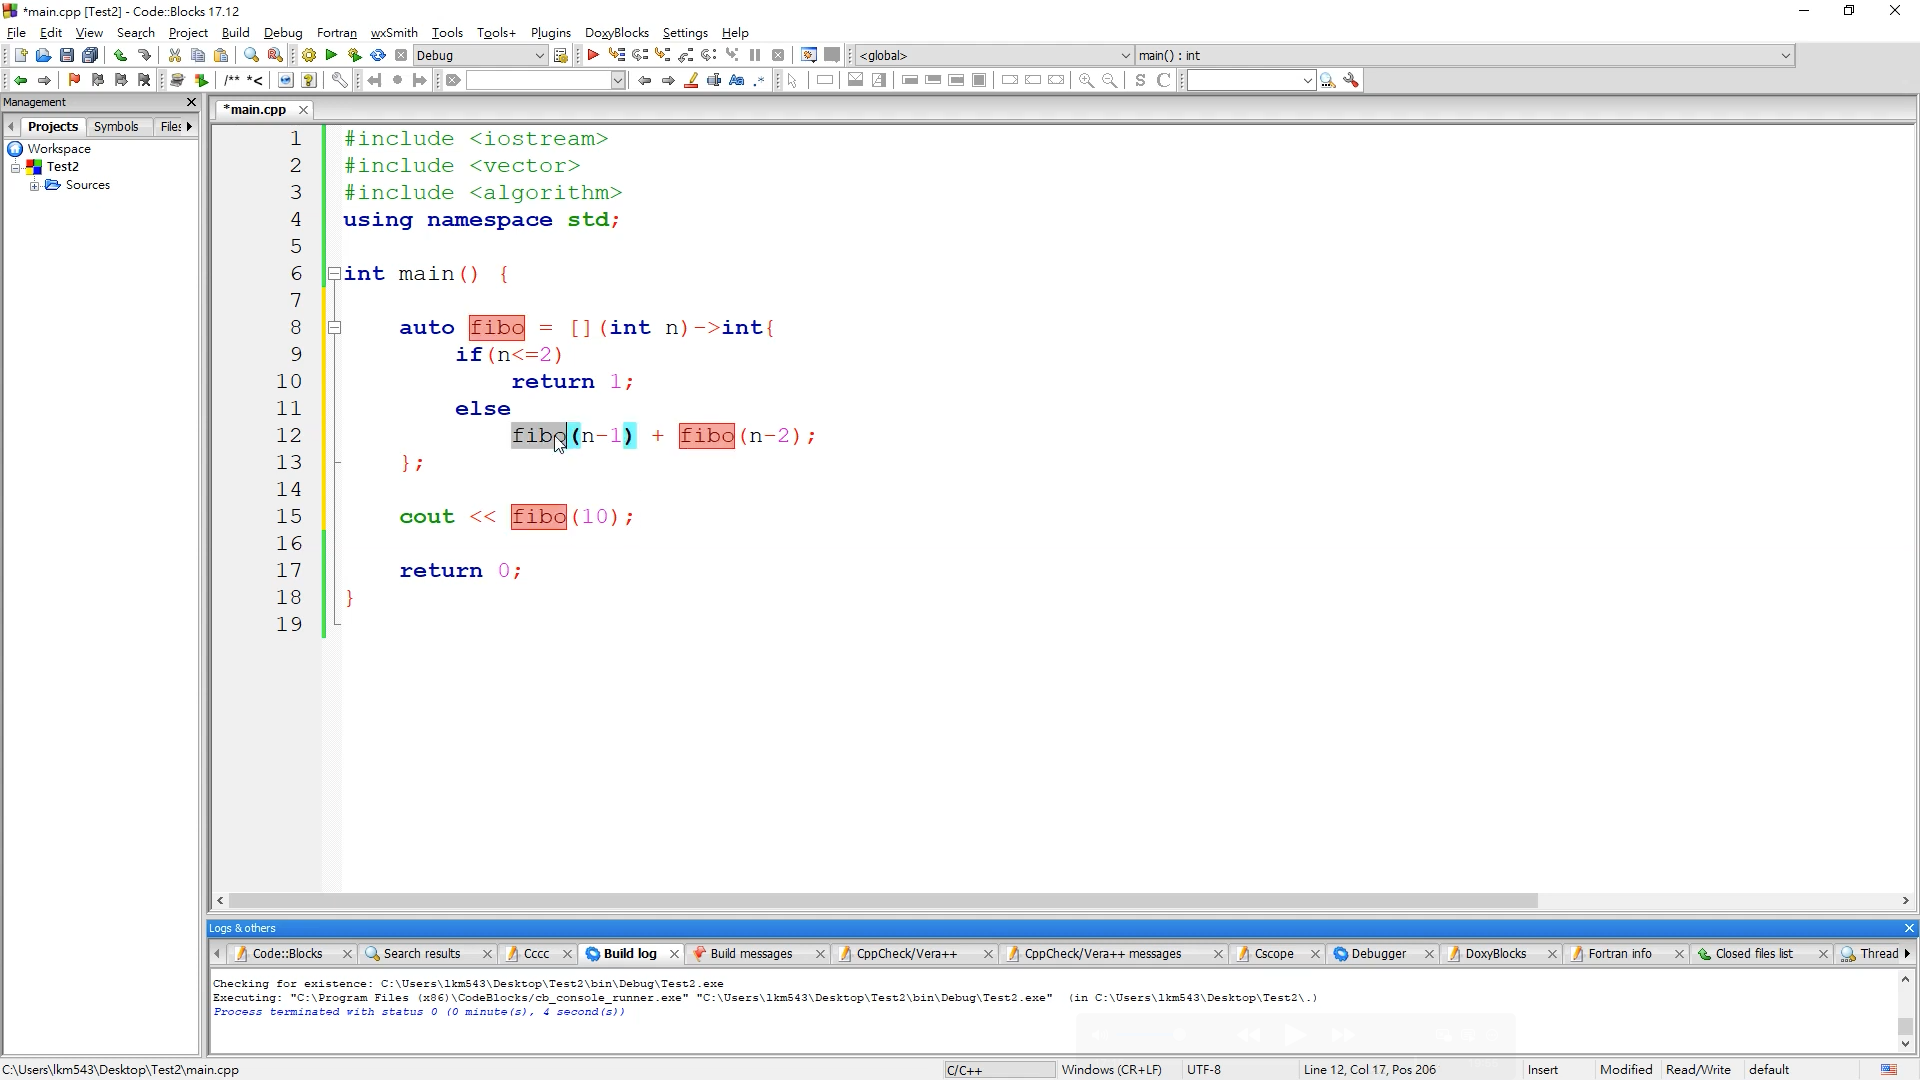 *main.cpp [Test2] - Code::Blocks 17.12
File Edit View Search Project Build Debug Fortran wxSmith Tools Tools+ Plugins DoxyBlocks Settings Help
Debug <global> main() : int
/** *<
S C
Management
Projects Symbols Files
Workspace
Test2
Sources
*main.cpp
1 #include <iostream>
2 #include <vector>
3 #include <algorithm>
4 using namespace std;
5
6 int main() {
7
8 auto fibo = [](int n)->int{
9 if(n<=2)
10 return 1;
11 else
12 fibo(n-1) + fibo(n-2);
13 };
14
15 cout << fibo(10);
16
17 return 0;
18 }
19
Logs & others
Code::Blocks Search results Cccc Build log Build messages CppCheck/Vera++ CppCheck/Vera++ messages Cscope Debugger DoxyBlocks Fortran info Closed files list Thread
Checking for existence: C:\Users\lkm543\Desktop\Test2\bin\Debug\Test2.exe
Executing: "C:\Program Files (x86)\CodeBlocks/cb_console_runner.exe" "C:\Users\lkm543\Desktop\Test2\bin\Debug\Test2.exe"  (in C:\Users\lkm543\Desktop\Test2\.)
Process terminated with status 0 (0 minute(s), 4 second(s))
C:\Users\lkm543\Desktop\Test2\main.cpp C/C++ Windows (CR+LF) UTF-8 Line 12, Col 17, Pos 206 Insert Modified Read/Write default